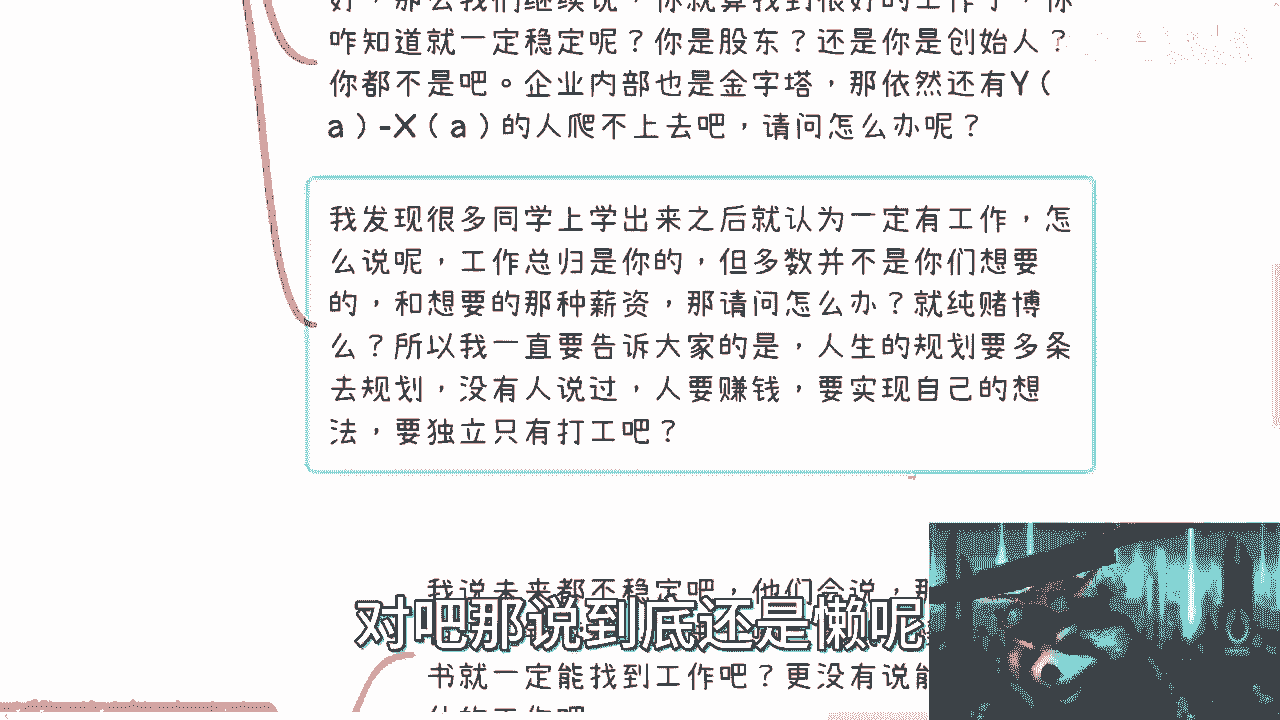 好，那么我们继续说，你就算找到很好的工作了，你
咋知道就一定稳定呢？你是股东？还是你是创始人？
你都不是吧。企业内部也是金字塔，那依然还有Y（
a）-X（a）的人爬不上去吧，请问怎么办呢？
我发现很多同学上学出来之后就认为一定有工作，怎
么说呢，工作总归是你的，但多数并不是你们想要
的，和想要的那种薪资，那请问怎么办？就纯赌博
么？所以我一直要告诉大家的是，人生的规划要多条
去规划，没有人说过，人要赚钱，要实现自己的想
法，要独立只有打工吧？
我说未来都不稳定吧，他们会说，那
对吧那说到底还是懒呢
书就一定能找到工作吧？更没有说能